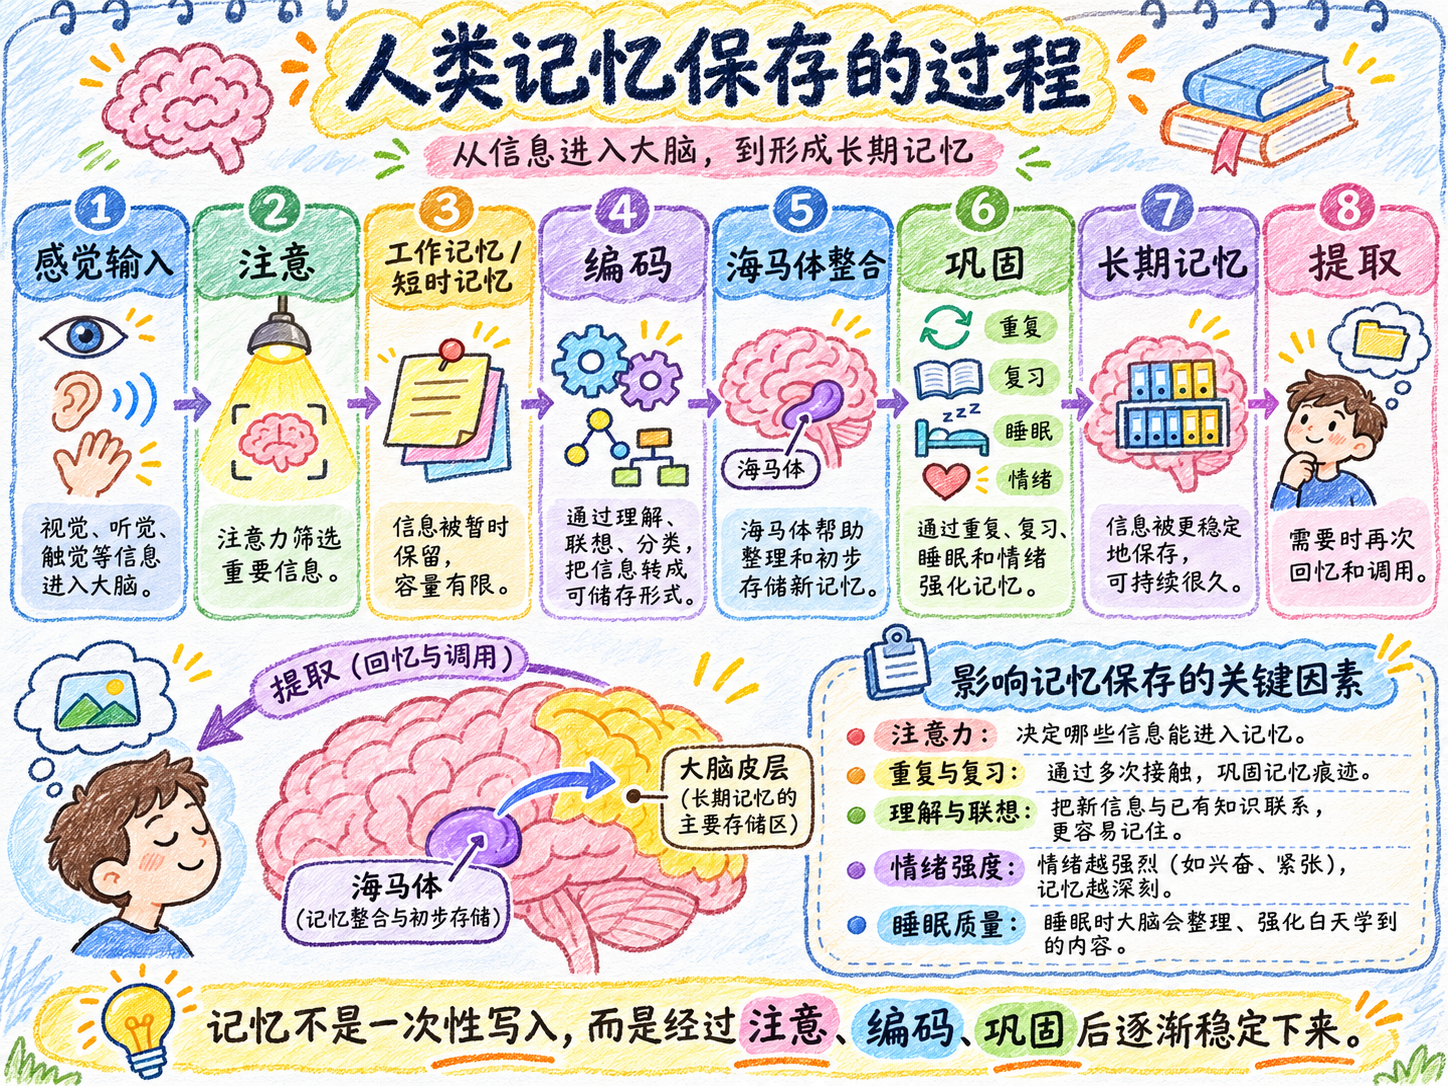 人类记忆保存的过程
从信息进入大脑，到形成长期记忆
1
感觉输入
视觉、听觉、
触觉等信息
进入大脑。
2
注意
注意力筛选
重要信息。
3
工作记忆/
短时记忆
信息被暂时
保留，
容量有限。
4
编码
通过理解、
联想、分类，
把信息转成
可储存形式。
5
海马体整合
海马体
海马体帮助
整理和初步
存储新记忆。
6
巩固
重复
复习
zzz
睡眠
情绪
通过重复、复习、
睡眠和情绪
强化记忆。
7
长期记忆
信息被更稳定
地保存，
可持续很久。
8
提取
需要时再次
回忆和调用。
提取（回忆与调用）
大脑皮层
（长期记忆的
主要存储区）
海马体
（记忆整合与初步存储）
影响记忆保存的关键因素
注意力： 决定哪些信息能进入记忆。
重复与复习： 通过多次接触，巩固记忆痕迹。
理解与联想： 把新信息与已有知识联系，
更容易记住。
情绪强度： 情绪越强烈（如兴奋、紧张），
记忆越深刻。
睡眠质量： 睡眠时大脑会整理、强化白天学到
的内容。
记忆不是一次性写入，而是经过注意、编码、巩固后逐渐稳定下来。